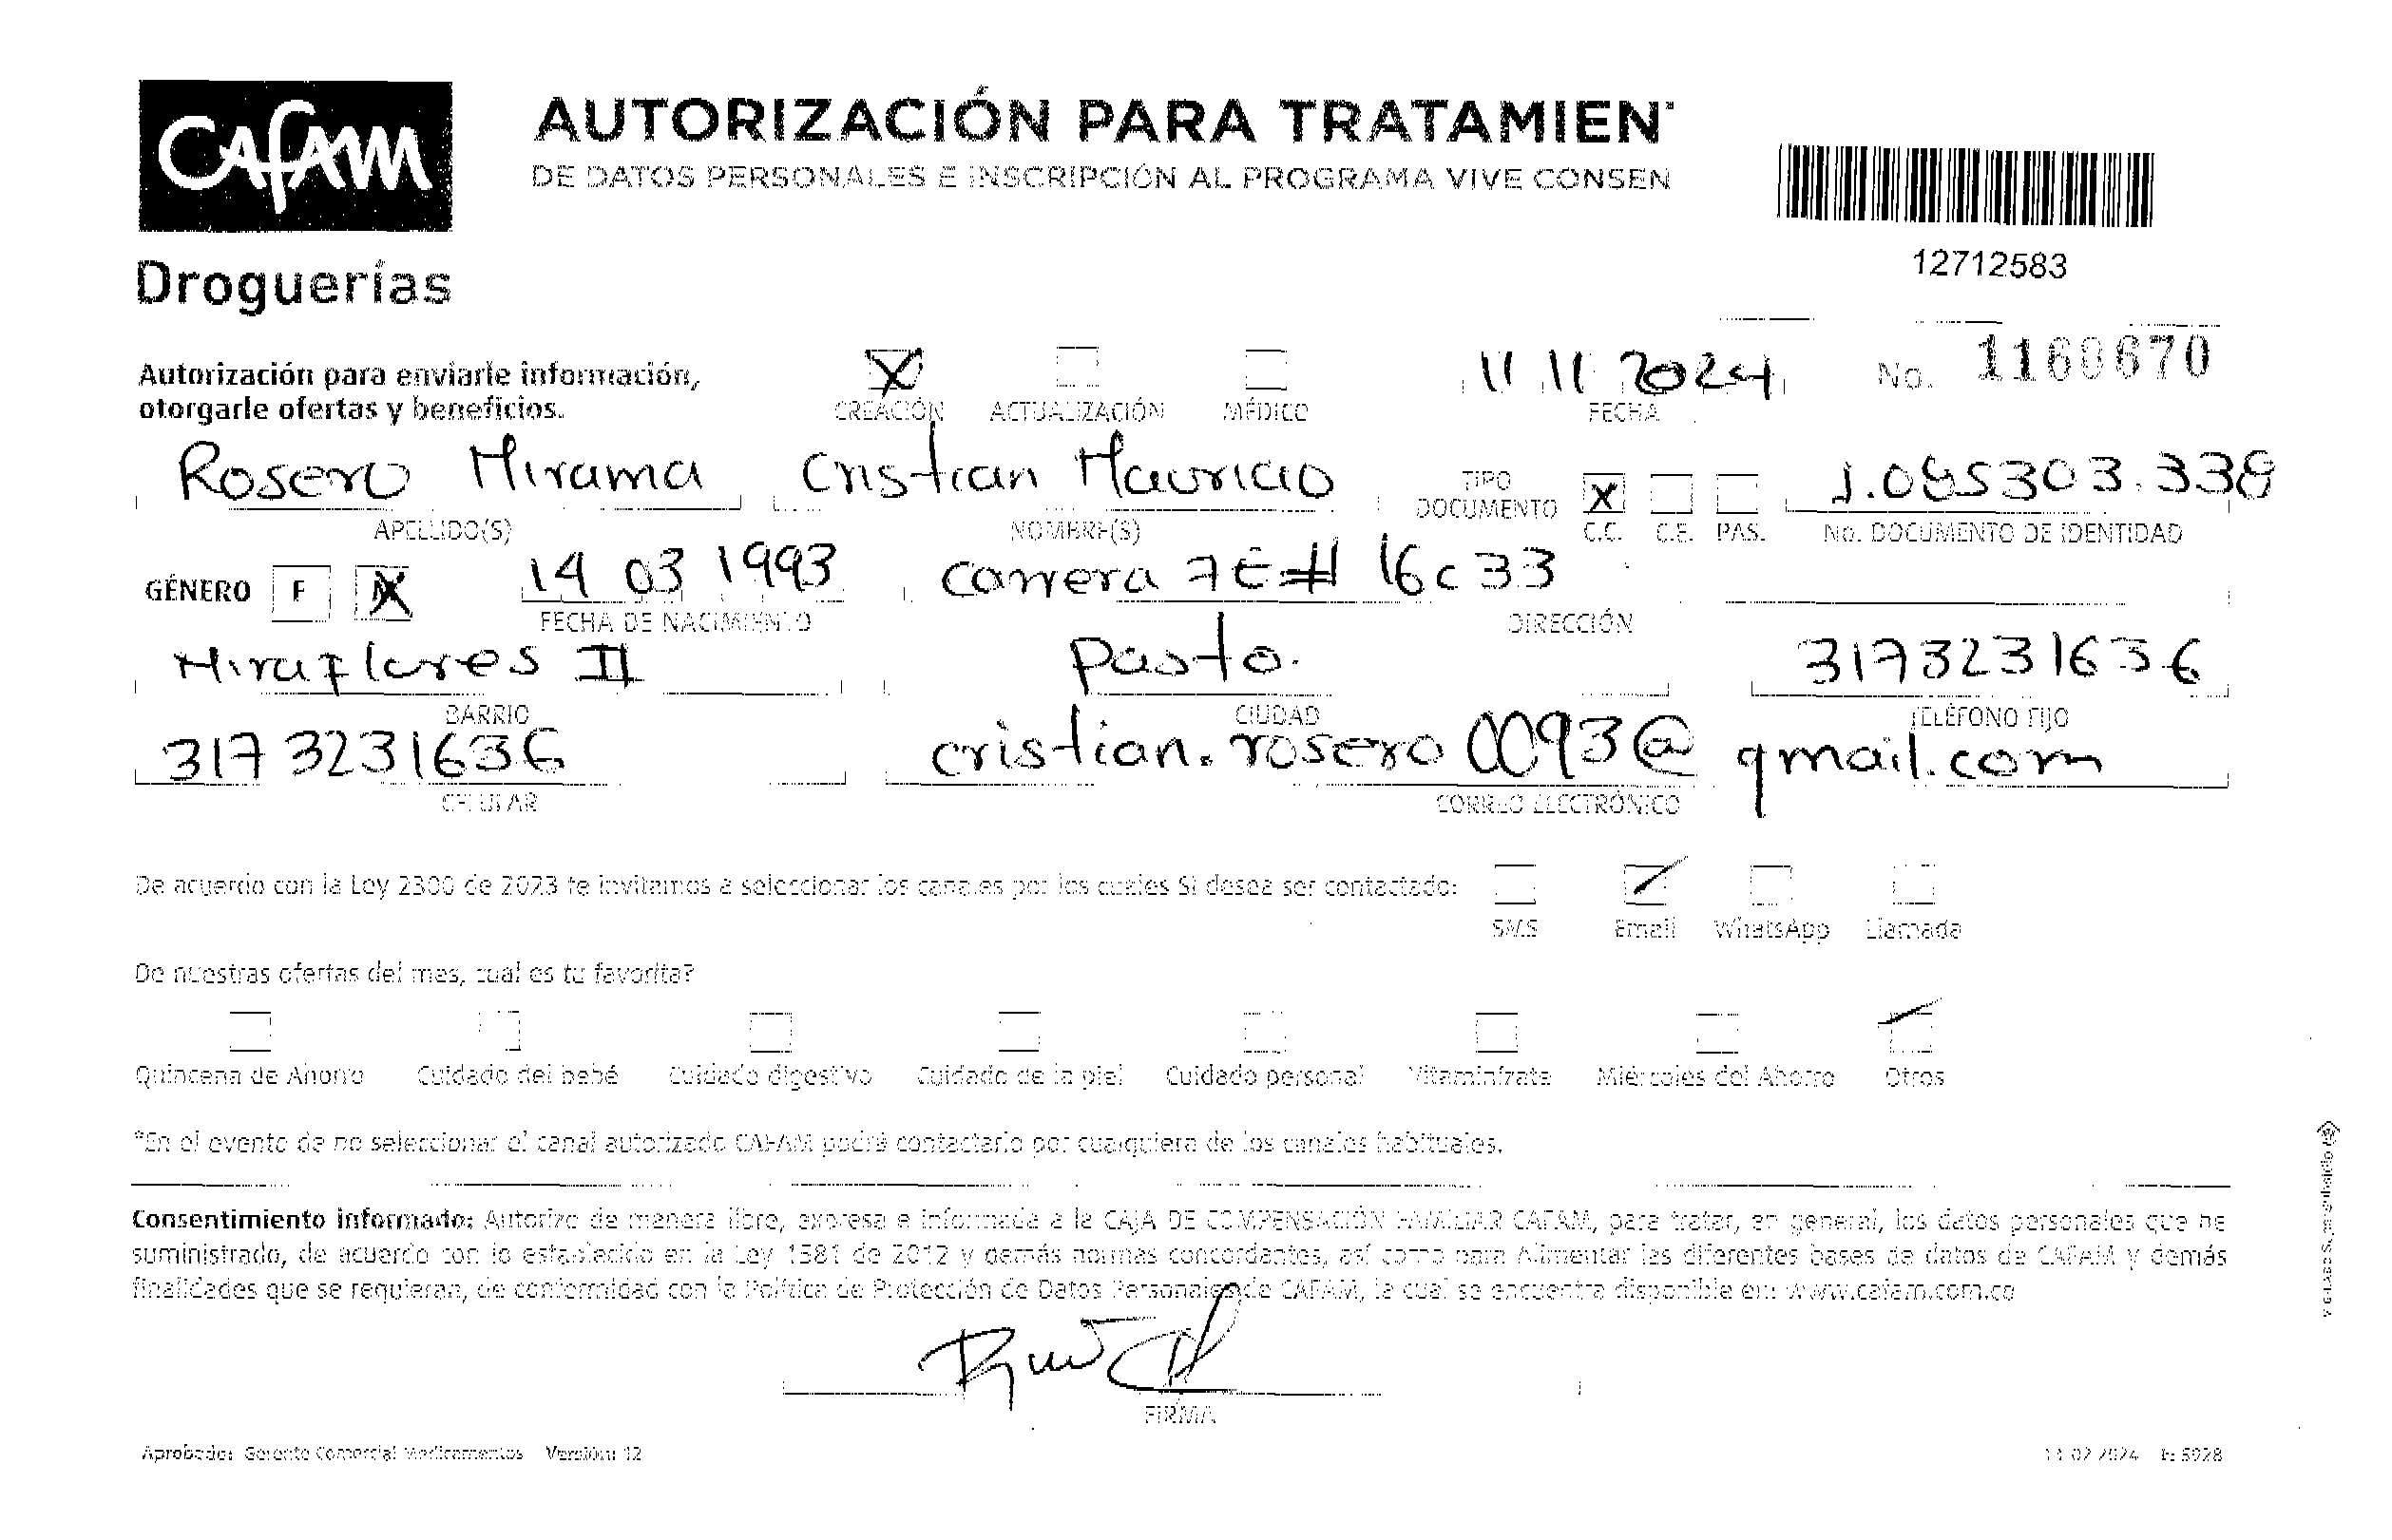 CAFAM
Droguerías
AUTORIZACIÓN PARA TRATAMIEN
DE DATOS PERSONALES E INSCRIPCIÓN AL PROGRAMA VIVE CONSEN
12712583
Autorización para enviarle información,
otorgarle ofertas y beneficios.
X
CREACIÓN ACTUALIZACIÓN MÉDICO
11 11 2024
FECHA
No. 1160670
Rosero Mirama Cristian Mauricio
APELLIDO(S) NOMBRE(S)
TIPO
DOCUMENTO X
C.C. C.E. PAS.
1.085303.338
No. DOCUMENTO DE IDENTIDAD
GÉNERO F M X 14 03 1993 carrera 7E # 16c 33
FECHA DE NACIMIENTO DIRECCIÓN
Miraflores II Pasto. 3173231636
BARRIO CIUDAD TELÉFONO FIJO
3173231636 cristian.rosero0093@gmail.com
CELULAR CORREO ELECTRÓNICO
De acuerdo con la Ley 2300 de 2023 te invitamos a seleccionar los canales por los cuales SI desea ser contactado:
SMS Email WhatsApp Llamada
De nuestras ofertas del mes, cual es tu favorita?
Quincena de Ahorro Cuidado del bebé Cuidado digestivo Cuidado de la piel Cuidado personal Vitaminízate Miércoles del Ahorro Otros
*En el evento de no seleccionar el canal autorizado CAFAM podrá contactarlo por cualquiera de los canales habituales.
Consentimiento informado: Autorizo de manera libre, expresa e informada a la CAJA DE COMPENSACIÓN FAMILIAR CAFAM, para tratar, en general, los datos personales que he
suministrado, de acuerdo con lo establecido en la Ley 1581 de 2012 y demás normas concordantes, así como para Alimentar las diferentes bases de datos de CAFAM y demás
finalidades que se requieran, de conformidad con la Política de Protección de Datos Personales de CAFAM, la cual se encuentra disponible en: www.cafam.com.co
FIRMA
Aprobado: Gerente Comercial Medicamentos Versión: 12